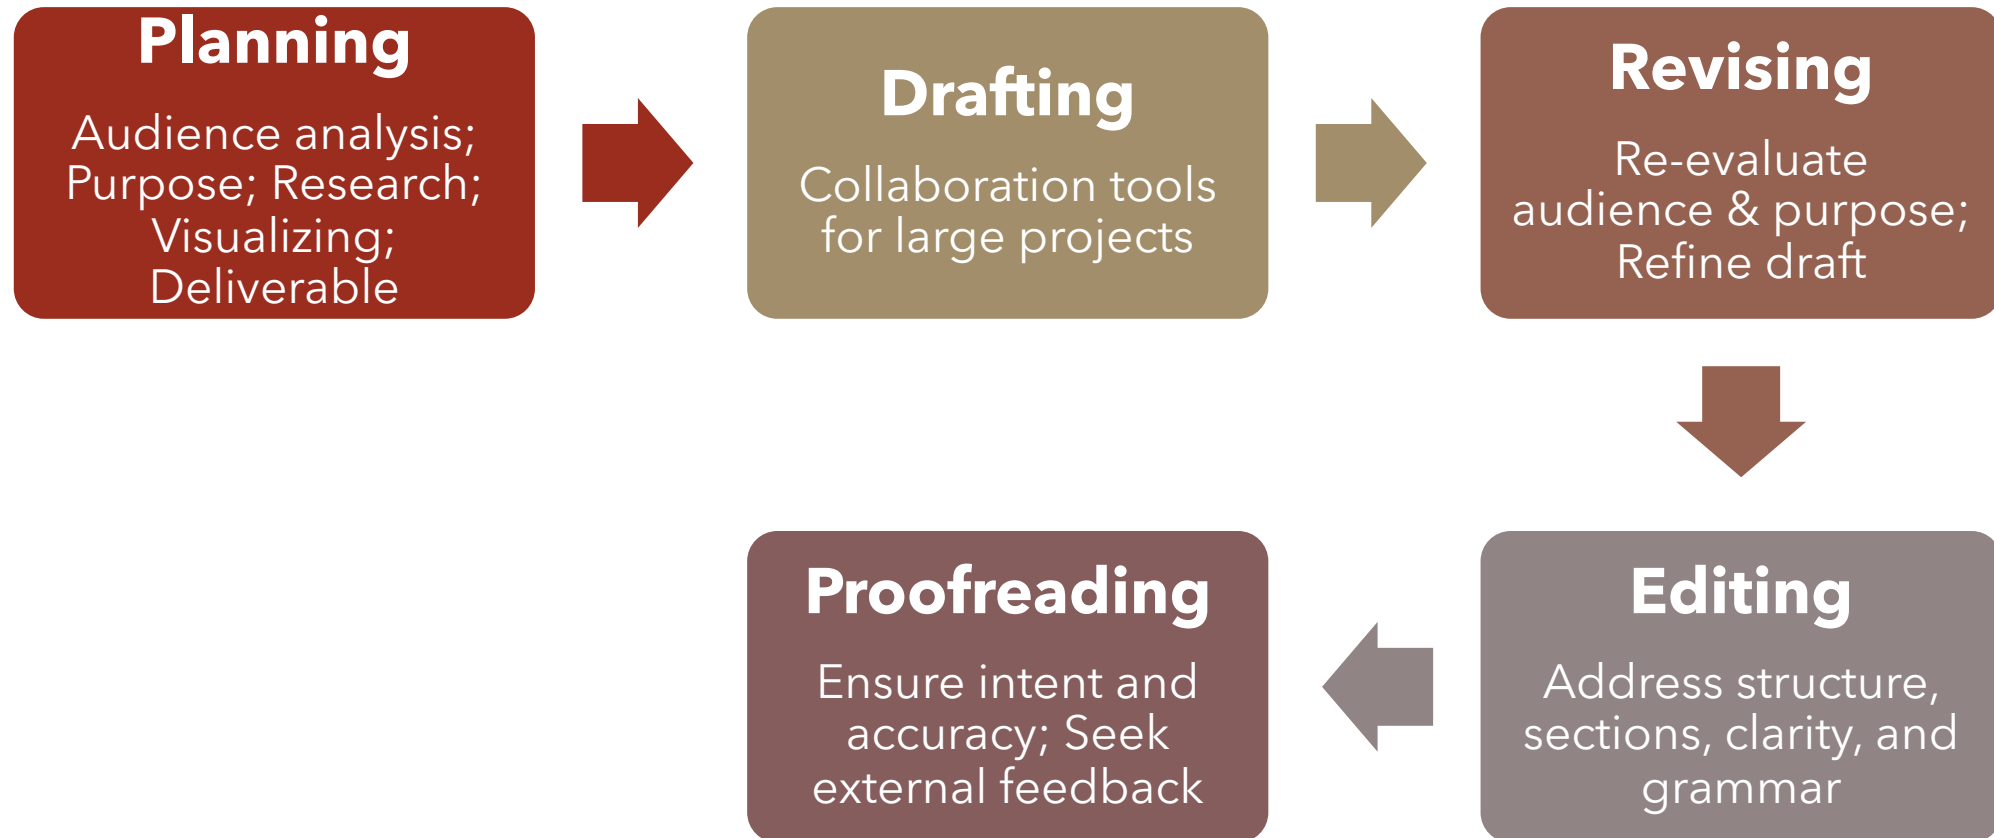 Planning
Audience analysis;
Purpose; Research;
Visualizing;
Deliverable
Drafting
Collaboration tools
for large projects
Revising
Re-evaluate
audience & purpose;
Refine draft
Editing
Address structure,
sections, clarity, and
grammar
Proofreading
Ensure intent and
accuracy; Seek
external feedback